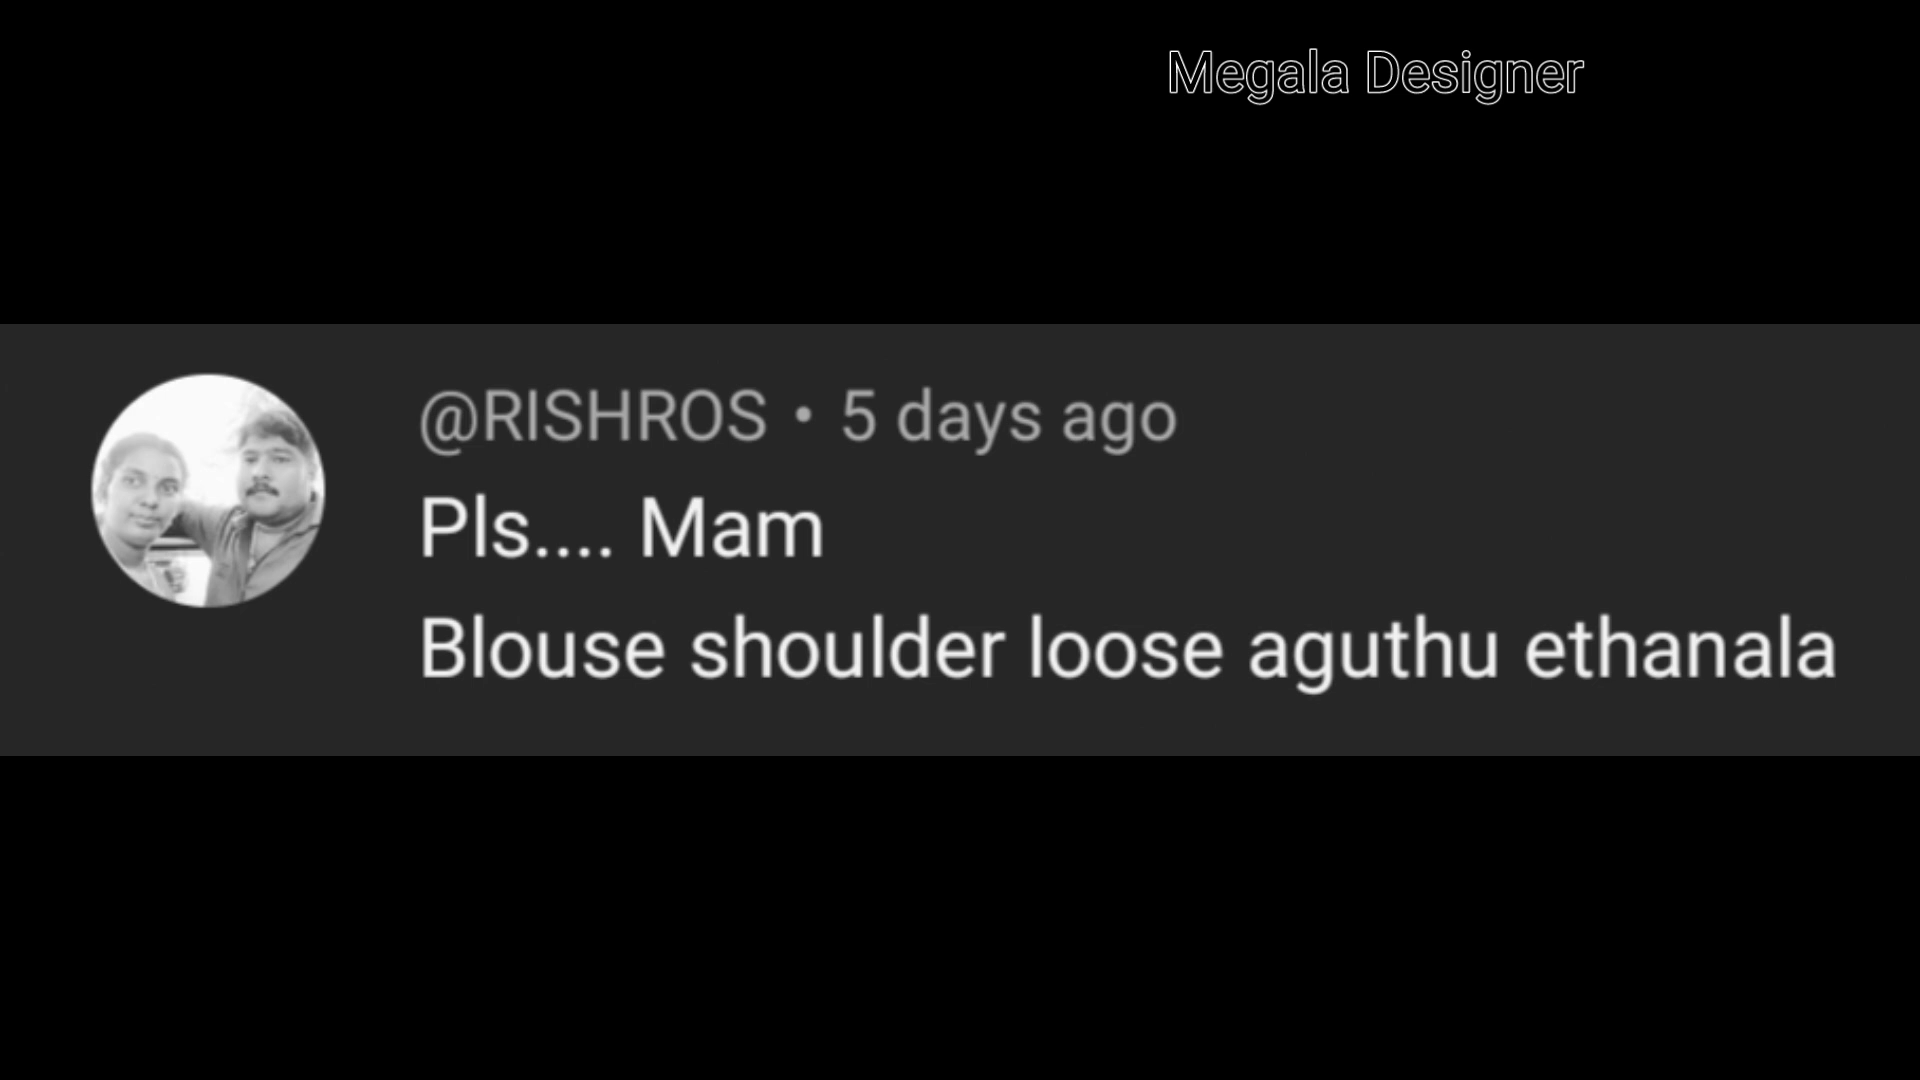 Megala Designer
@RISHROS • 5 days ago
Pls.... Mam
Blouse shoulder loose aguthu ethanala